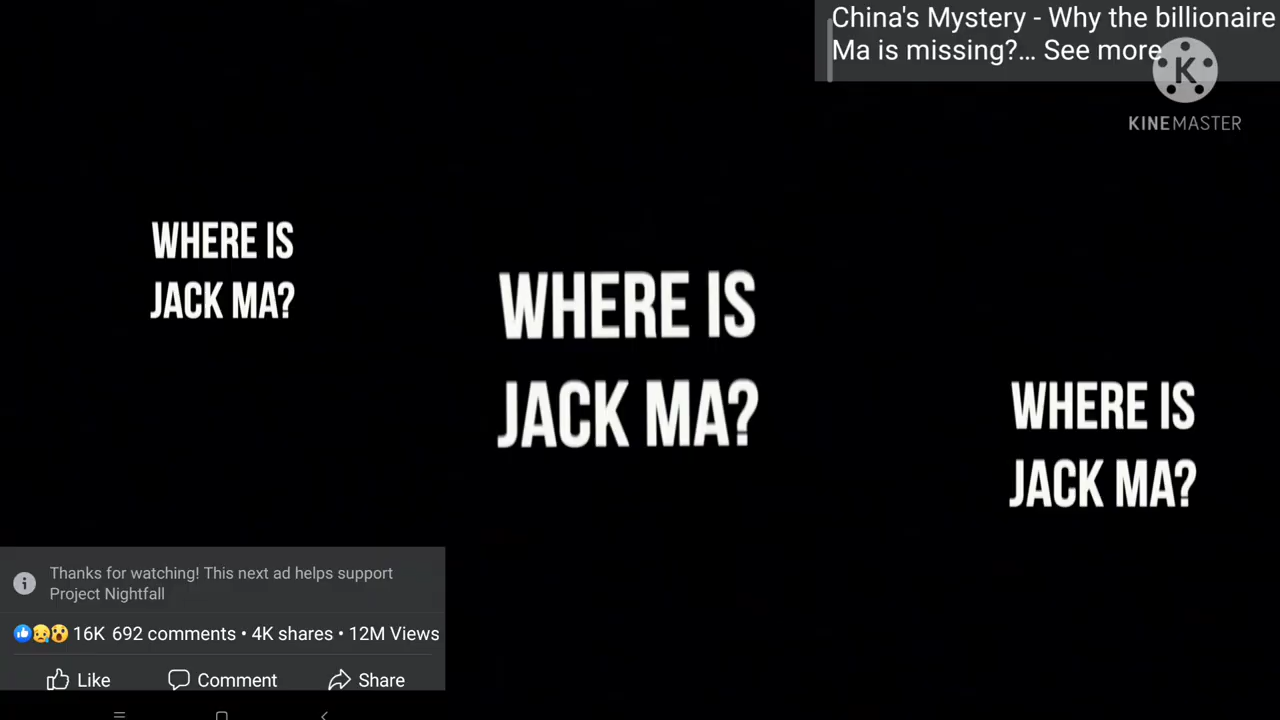 China's Mystery - Why the billionaire
Ma is missing?... See more
K
KINEMASTER
WHERE IS
JACK MA?
WHERE IS
JACK MA?
WHERE IS
JACK MA?
Thanks for watching! This next ad helps support
Project Nightfall
16K 692 comments • 4K shares • 12M Views
Like Comment Share